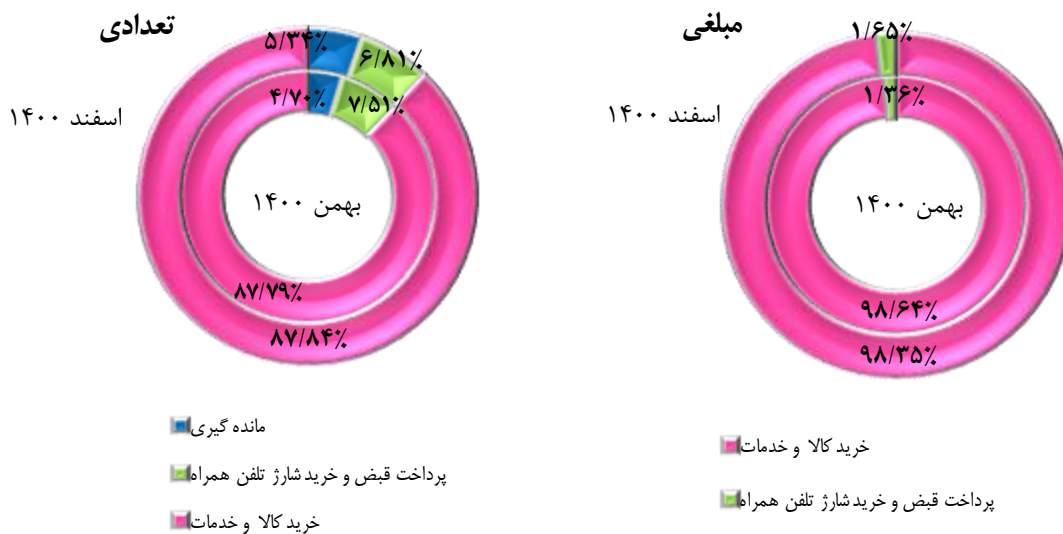 مبلغی
۱/۶۵٪
۱/۳۶٪
اسفند ۱۴۰۰
بهمن ۱۴۰۰
۹۸/۶۴٪
۹۸/۳۵٪
خرید کالا و خدمات
پرداخت قبض و خرید شارژ تلفن همراه
تعدادی
۵/۳۴٪
۶/۸۱٪
۴/۷۰٪
۷/۵۱٪
اسفند ۱۴۰۰
بهمن ۱۴۰۰
۸۷/۷۹٪
۸۷/۸۴٪
مانده گیری
پرداخت قبض و خرید شارژ تلفن همراه
خرید کالا و خدمات